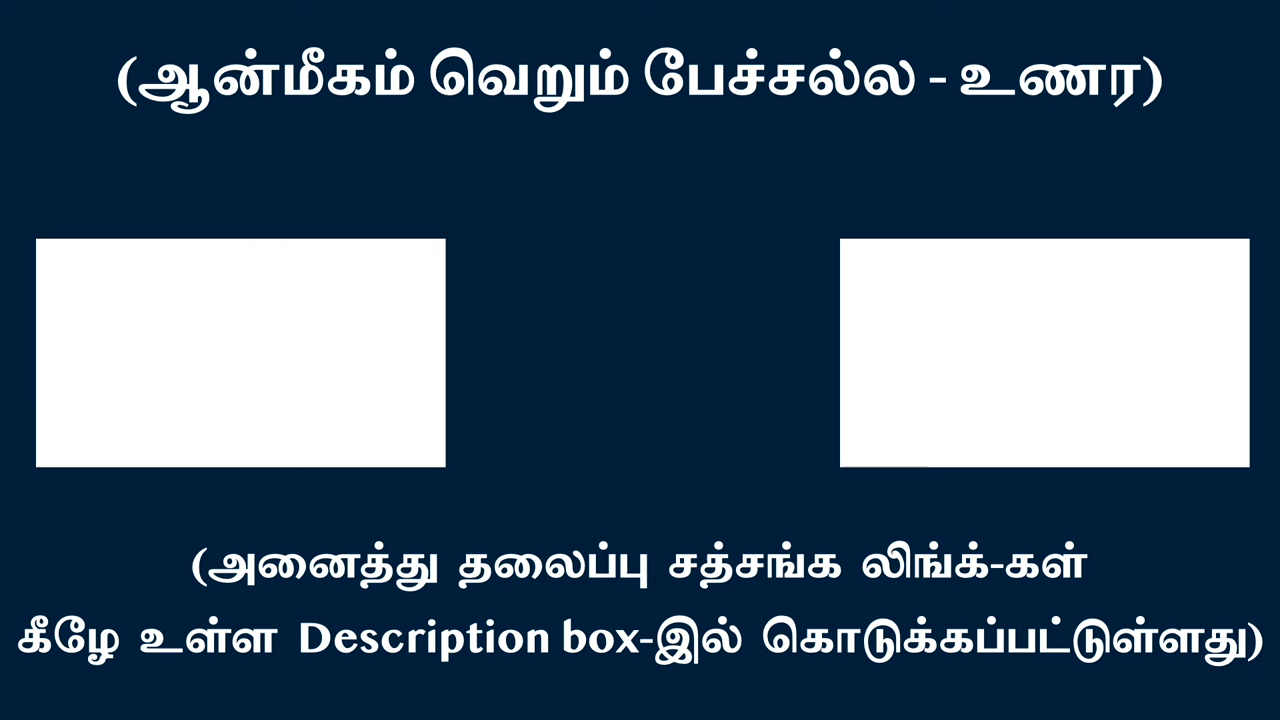 (ஆன்மீகம் வெறும் பேச்சல்ல - உணர)
(அனைத்து தலைப்பு சத்சங்க லிங்க்-கள்
கீழே உள்ள Description box-இல் கொடுக்கப்பட்டுள்ளது)